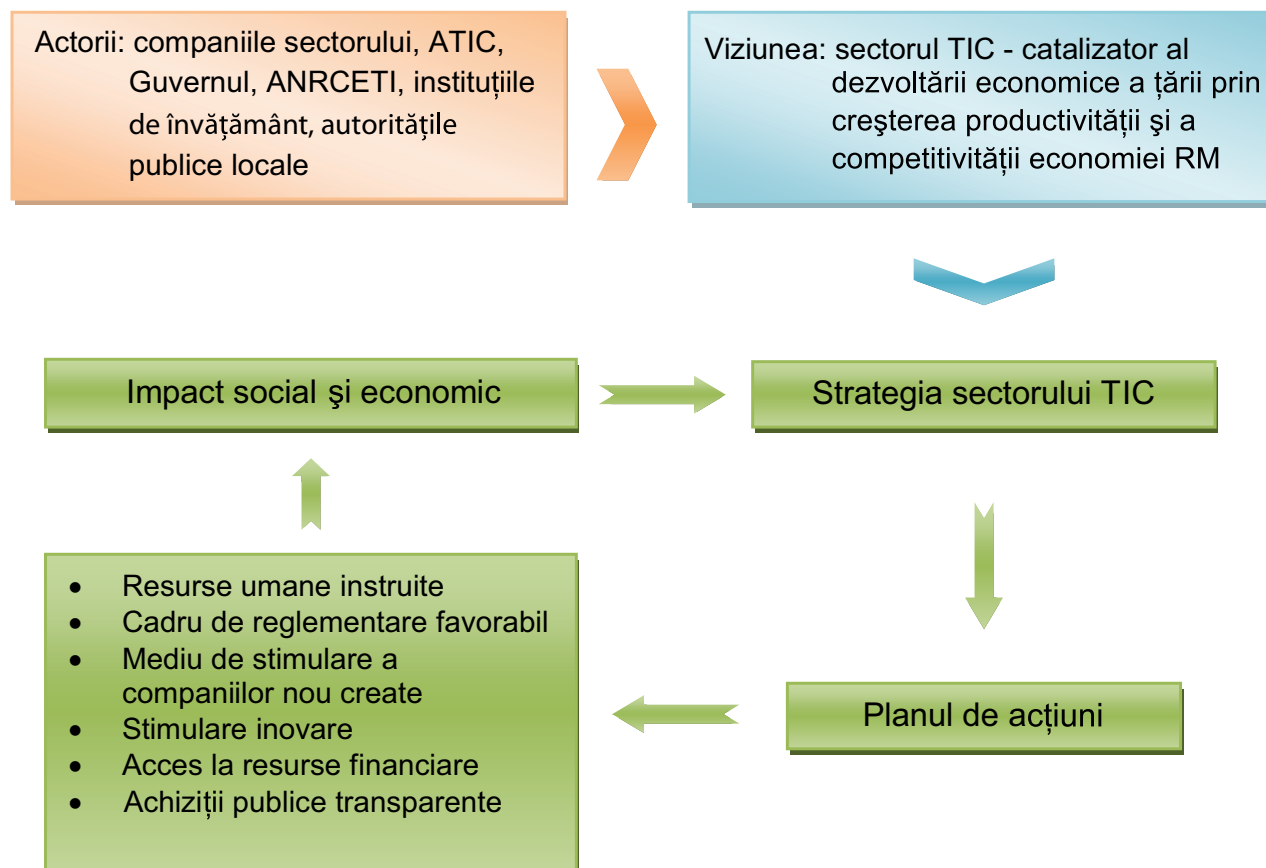 Actorii: companiile sectorului, ATIC,
Guvernul, ANRCETI, instituțiile
de învățământ, autoritățile
publice locale
Viziunea: sectorul TIC - catalizator al
dezvoltării economice a țării prin
creşterea productivității şi a
competitivității economiei RM
Impact social şi economic
Strategia sectorului TIC
• Resurse umane instruite
• Cadru de reglementare favorabil
• Mediu de stimulare a
companiilor nou create
• Stimulare inovare
• Acces la resurse financiare
• Achiziții publice transparente
Planul de acțiuni